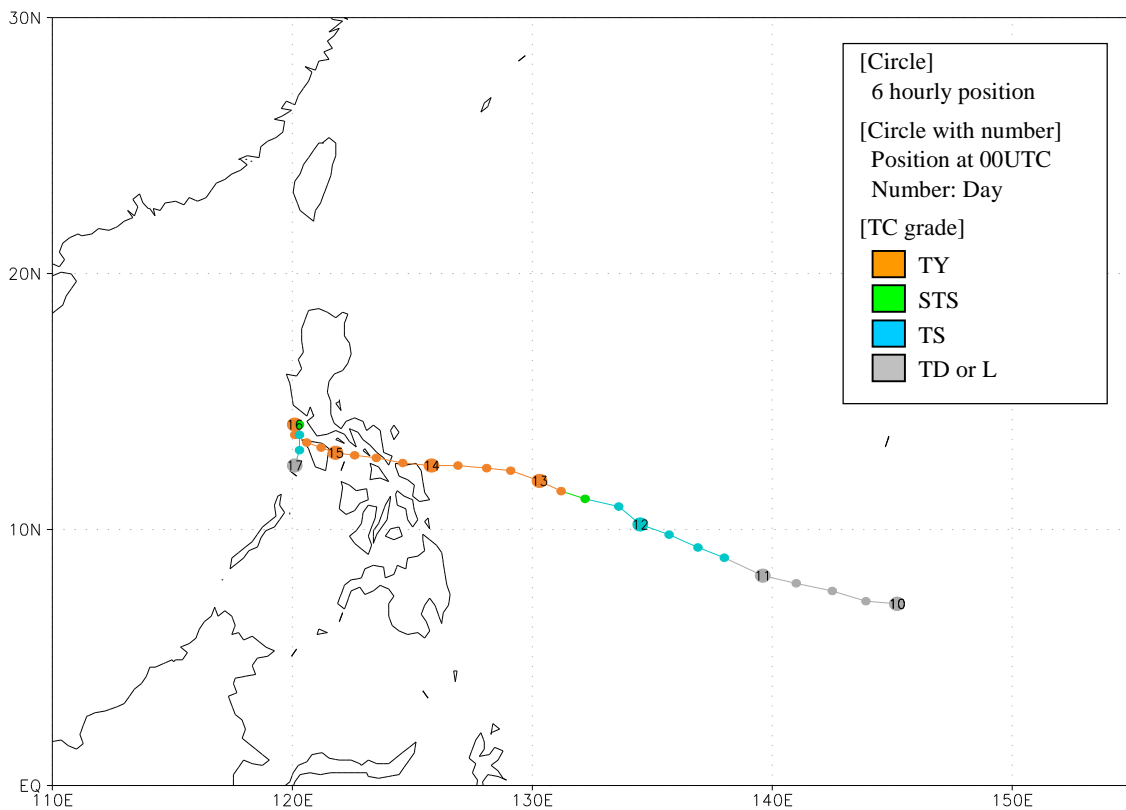 30N
[Circle]
6 hourly position
[Circle with number]
Position at 00UTC
Number: Day
[TC grade]
TY
STS
TS
TD or L
20N
16
15
14
13
17
12
10N
11
10
EQ
110E 120E 130E 140E 150E